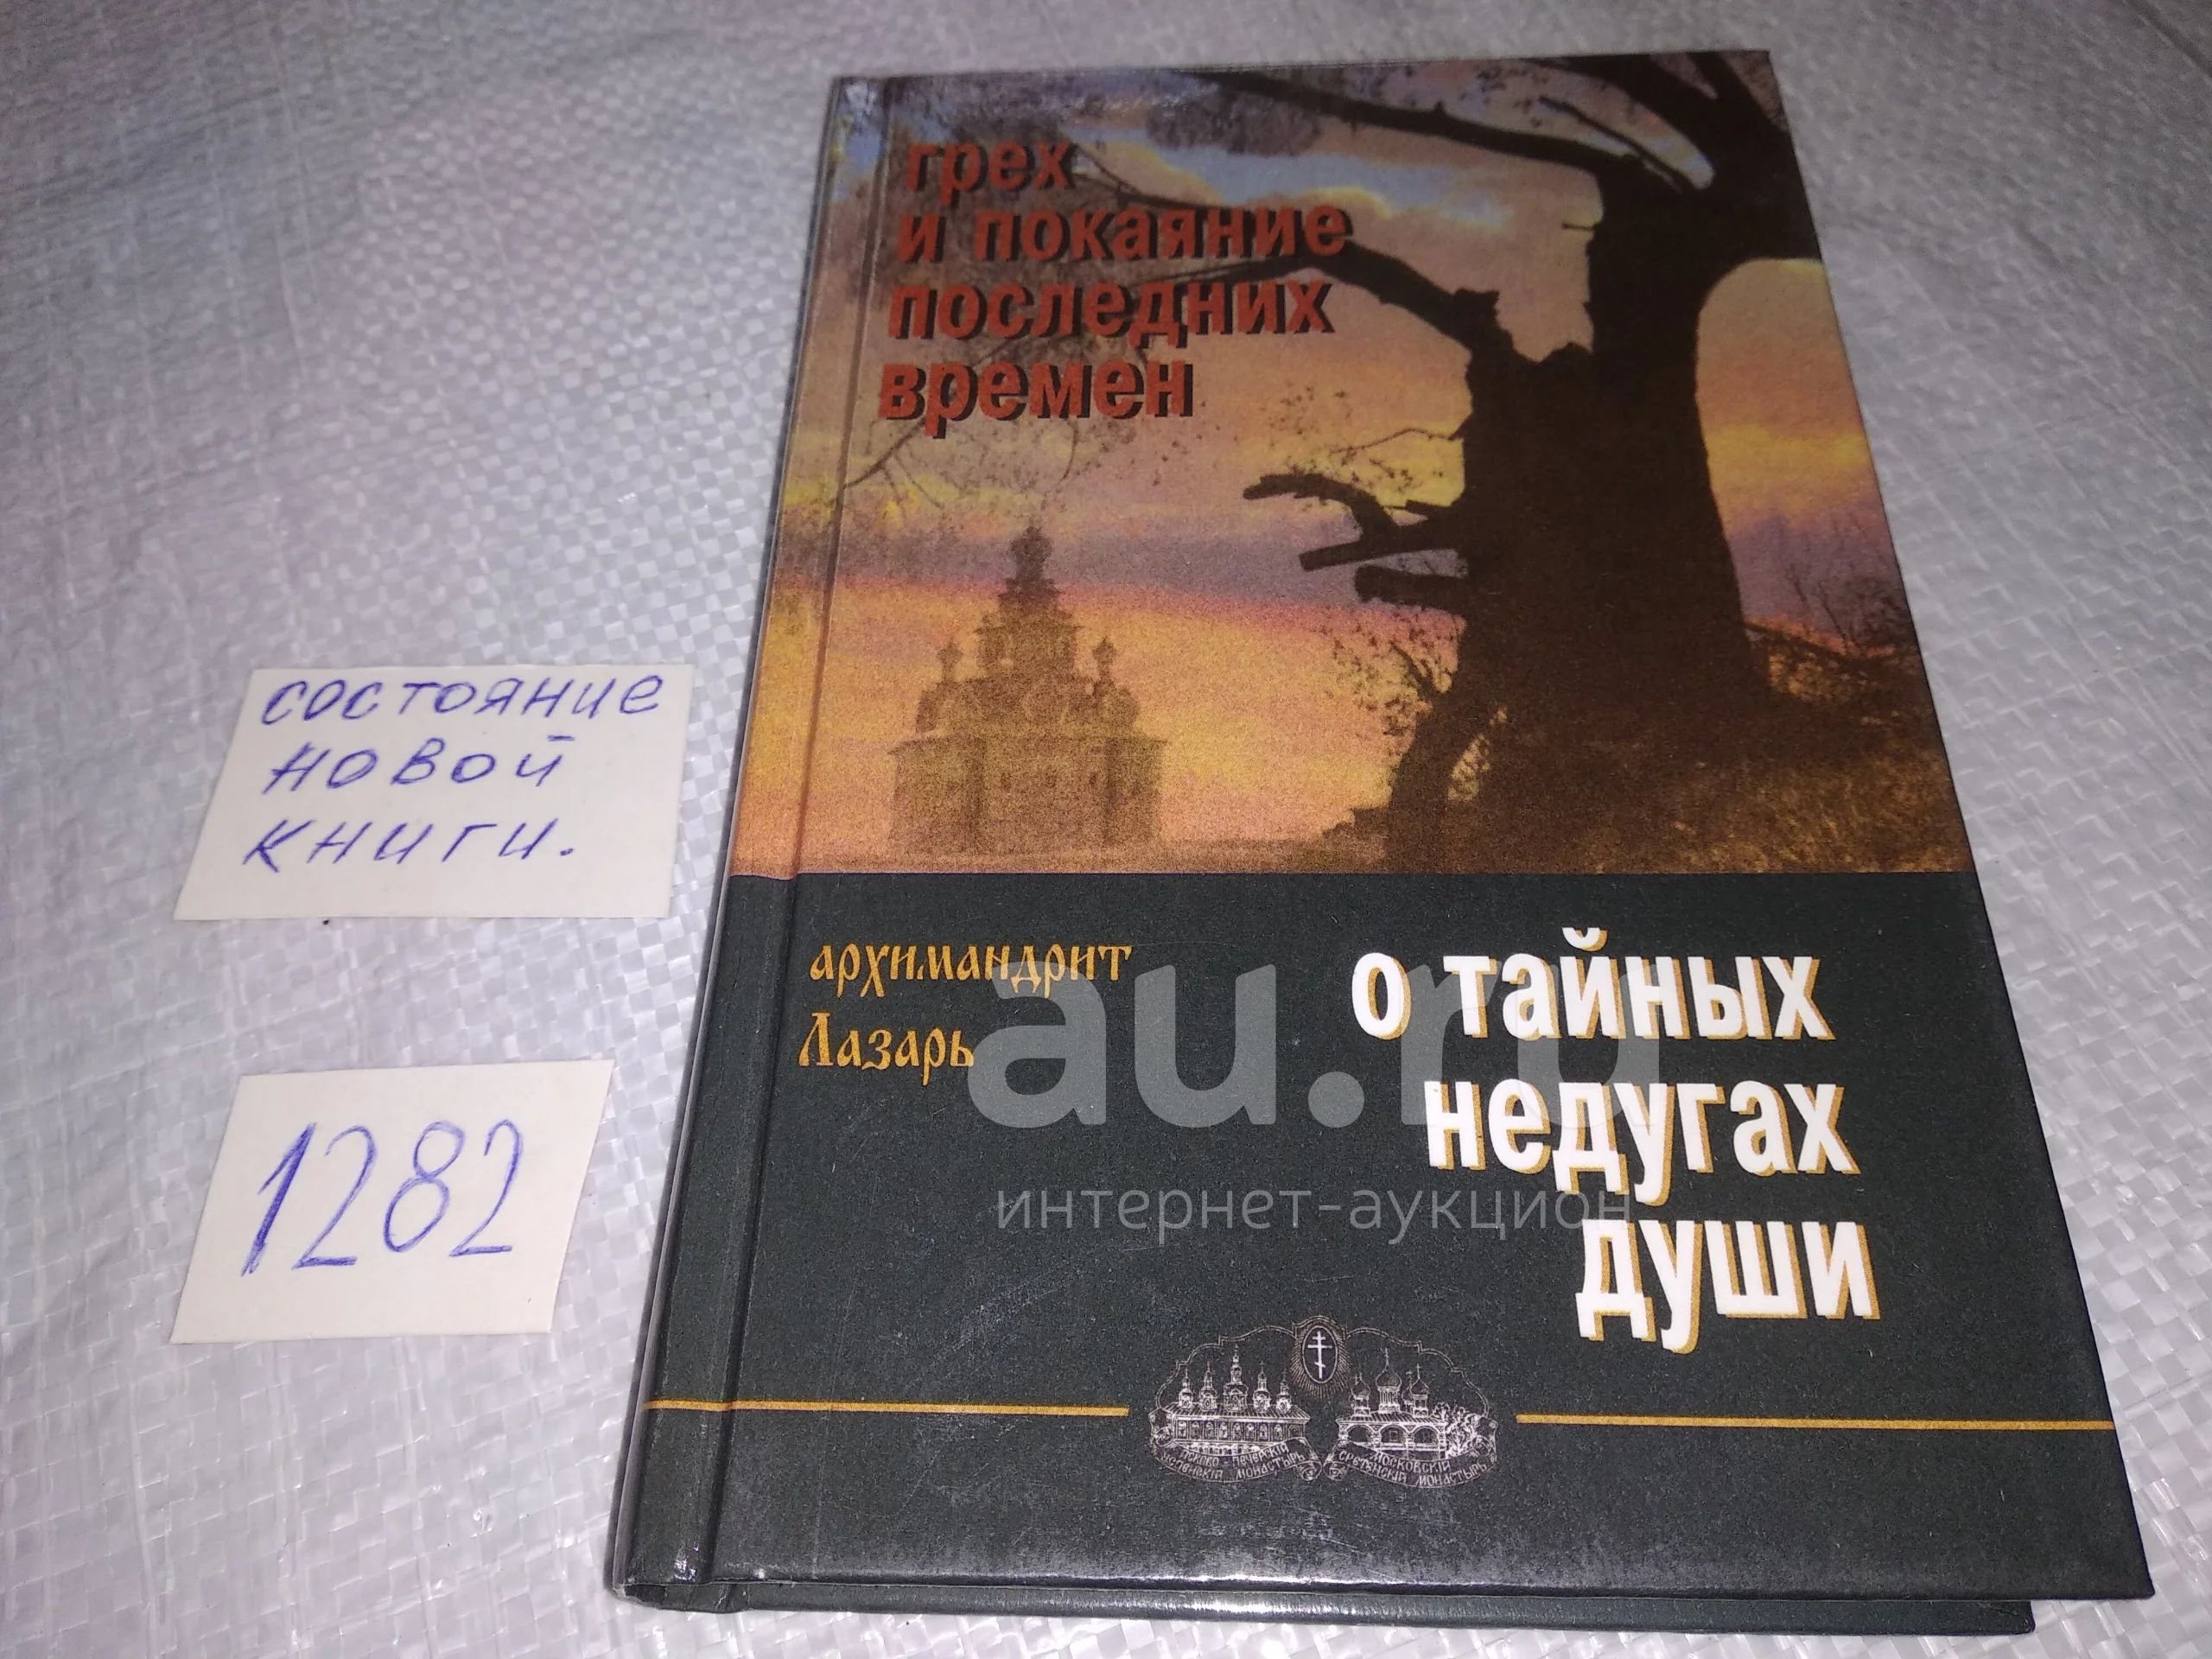 грех
и покаяние
последних
времен
состояние
новой
книги.
архимандрит
Лазарь
о тайных
недугах
души
au.ru
интернет-аукцион
1282